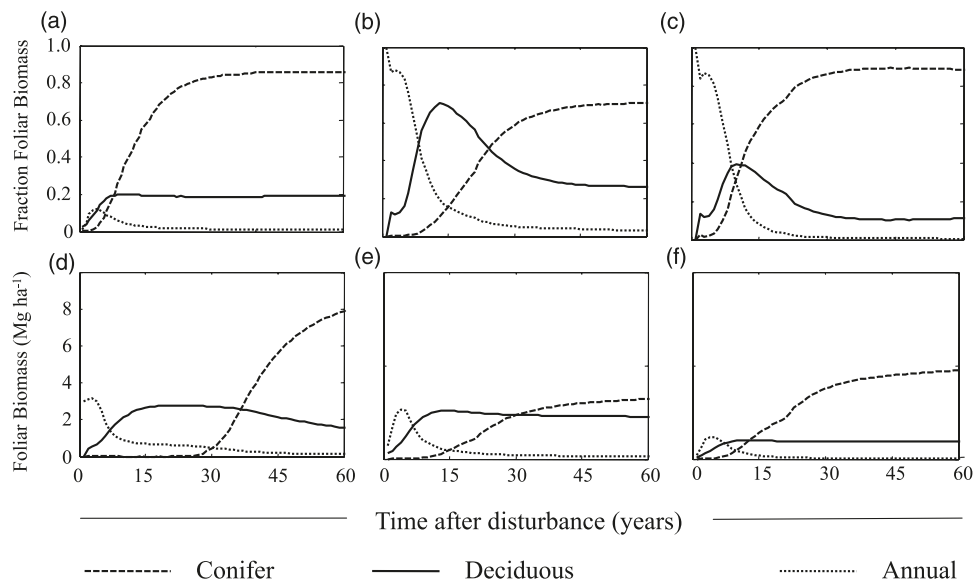 (a) (b) (c)
Fraction Foliar Biomass
1.0
0.8
0.6
0.4
0.2
0
(d) (e) (f)
Foliar Biomass (Mg ha⁻¹)
8
6
4
2
0
0 15 30 45 60 0 15 30 45 60 0 15 30 45 60
Time after disturbance (years)
Conifer Deciduous Annual